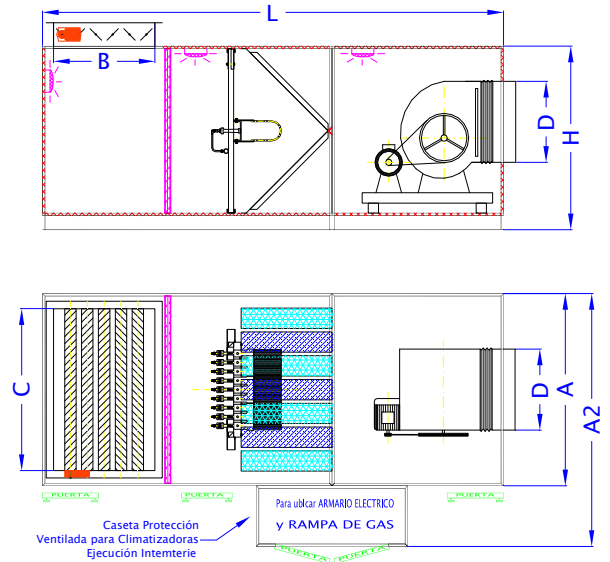 L
B
D
H
C
D
A
A2
PUERTA
PUERTA
PUERTA
Para ubicar ARMARIO ELECTRICO
y RAMPA DE GAS
Caseta Protección
Ventilada para Climatizadoras
Ejecución Intemterie
PUERTA
PUERTA